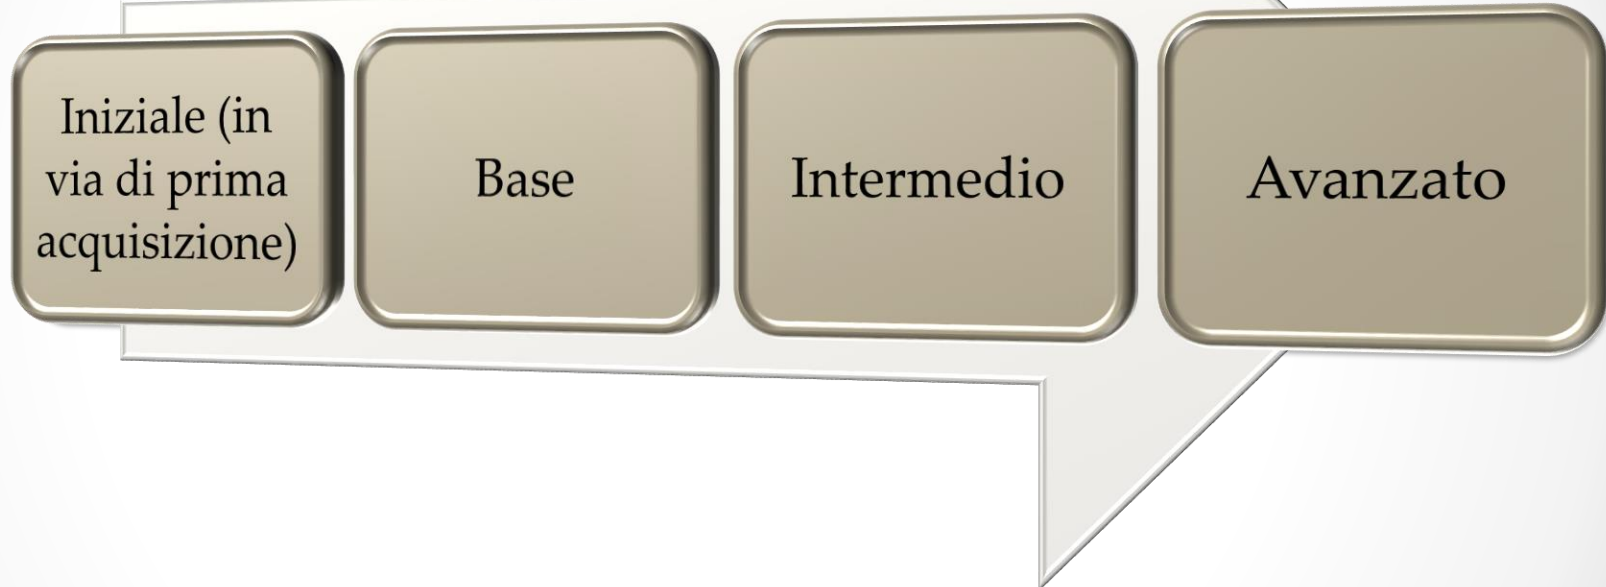 Iniziale (in
via di prima
acquisizione)
Base
Intermedio
Avanzato